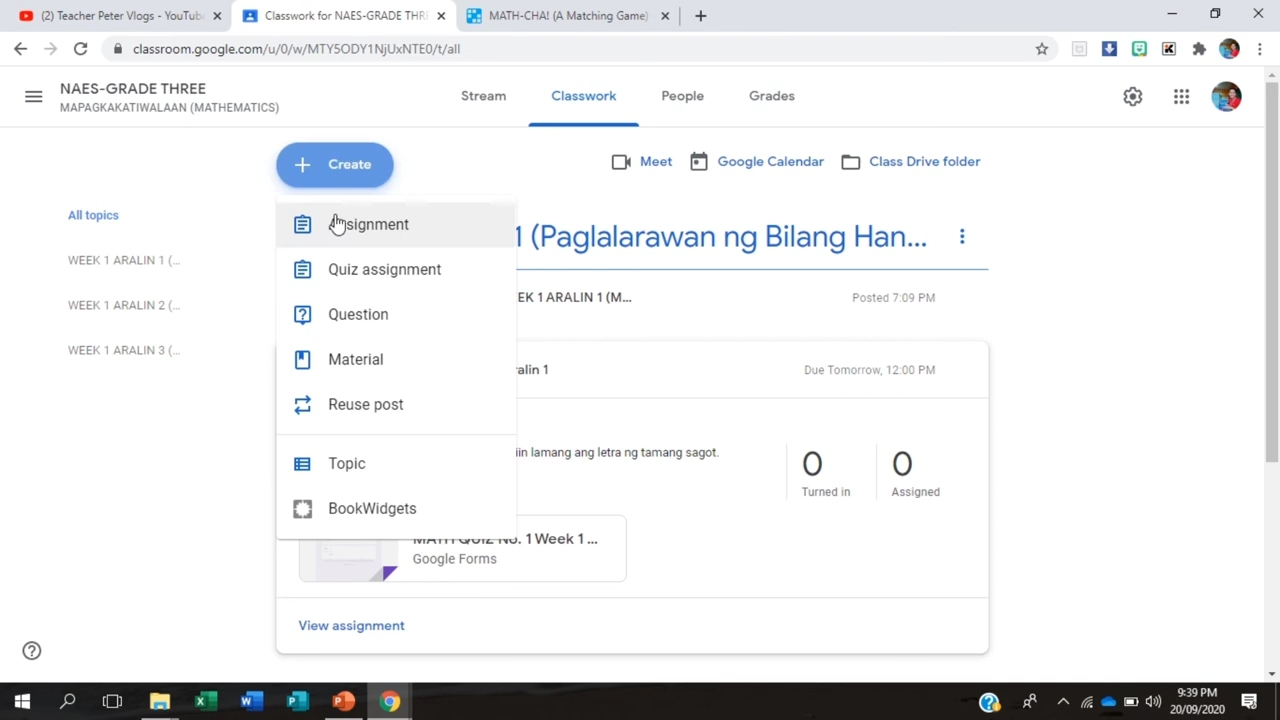 (2) Teacher Peter Vlogs - YouTube
Classwork for NAES-GRADE THRE
MATH-CHA! (A Matching Game)
classroom.google.com/u/0/w/MTY5ODY1NjUxNTE0/t/all
NAES-GRADE THREE
MAPAGKAKATIWALAAN (MATHEMATICS)
Stream
Classwork
People
Grades
Create
Meet
Google Calendar
Class Drive folder
All topics
WEEK 1 ARALIN 1 (...
WEEK 1 ARALIN 2 (...
WEEK 1 ARALIN 3 (...
Assignment
Quiz assignment
Question
Material
Reuse post
Topic
BookWidgets
1 (Paglalarawan ng Bilang Han...
EK 1 ARALIN 1 (M...
Posted 7:09 PM
ralin 1
Due Tomorrow, 12:00 PM
iin lamang ang letra ng tamang sagot.
0
Turned in
0
Assigned
MATH QUIZ No. 1 Week 1 ...
Google Forms
View assignment
9:39 PM
20/09/2020